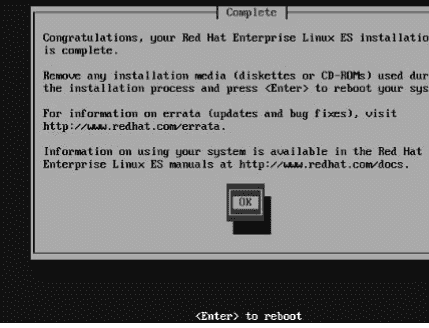 Complete
Congratulations, your Red Hat Enterprise Linux ES installatio
is complete.
Remove any installation media (diskettes or CD-ROMs) used dur
the installation process and press <Enter> to reboot your sys
For information on errata (updates and bug fixes), visit
http://www.redhat.com/errata.
Information on using your system is available in the Red Hat
Enterprise Linux ES manuals at http://www.redhat.com/docs.
OK
<Enter> to reboot